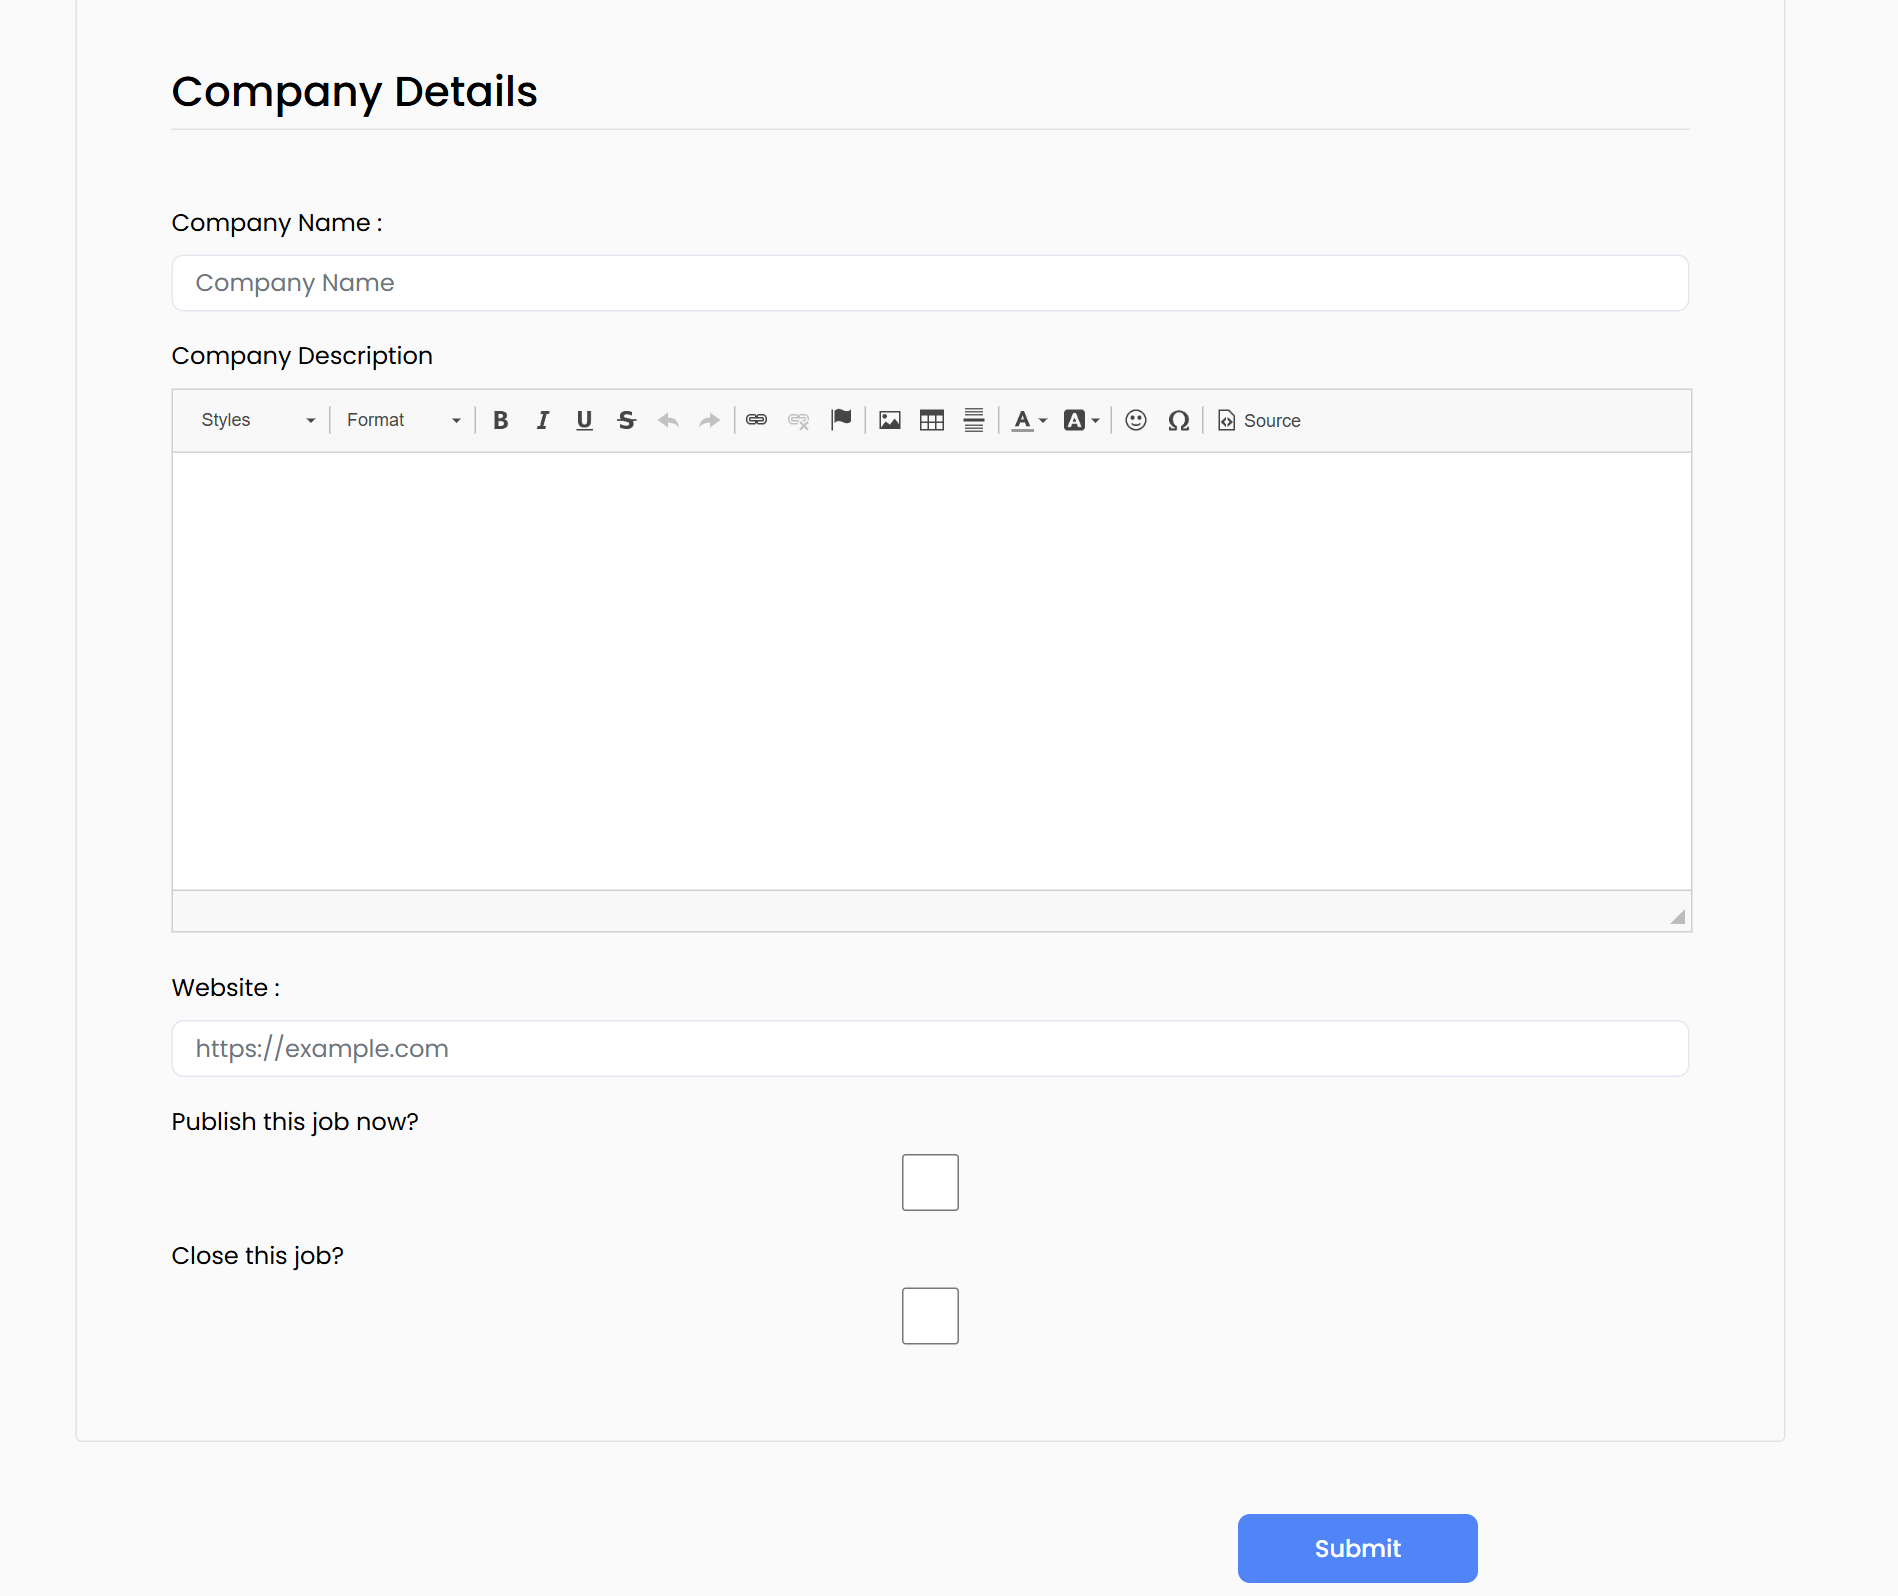 Company Details
Company Name :
Company Name
Company Description
Styles Format B I U S A A Ω Source
Website :
https://example.com
Publish this job now?
Close this job?
Submit